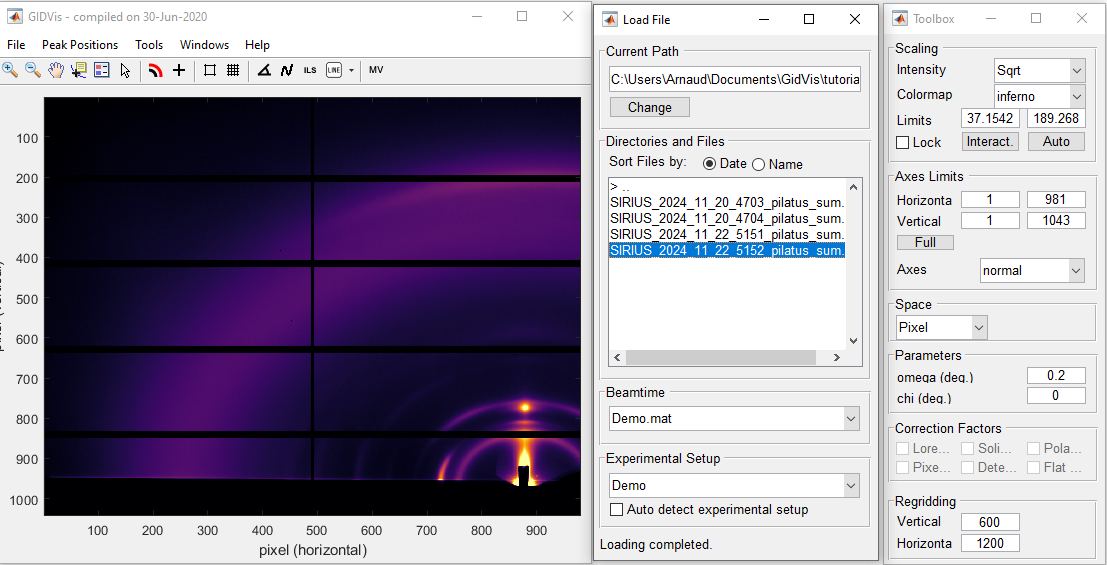 GIDVis - compiled on 30-Jun-2020
File Peak Positions Tools Windows Help
ILS LINE MV
100
200
300
400
500
600
700
800
900
1000
100 200 300 400 500 600 700 800 900
pixel (horizontal)
Load File
Current Path
C:\Users\Arnaud\Documents\GidVis\tutoria
Change
Directories and Files
Sort Files by: Date Name
> ..
SIRIUS_2024_11_20_4703_pilatus_sum.
SIRIUS_2024_11_20_4704_pilatus_sum.
SIRIUS_2024_11_22_5151_pilatus_sum.
SIRIUS_2024_11_22_5152_pilatus_sum.
Beamtime
Demo.mat
Experimental Setup
Demo
Auto detect experimental setup
Loading completed.
Toolbox
Scaling
Intensity Sqrt
Colormap inferno
Limits 37.1542 189.268
Lock Interact. Auto
Axes Limits
Horizonta 1 981
Vertical 1 1043
Full
Axes normal
Space
Pixel
Parameters
omega (deg.) 0.2
chi (deg.) 0
Correction Factors
Lore... Soli... Pola...
Pixe... Dete... Flat ...
Regridding
Vertical 600
Horizonta 1200